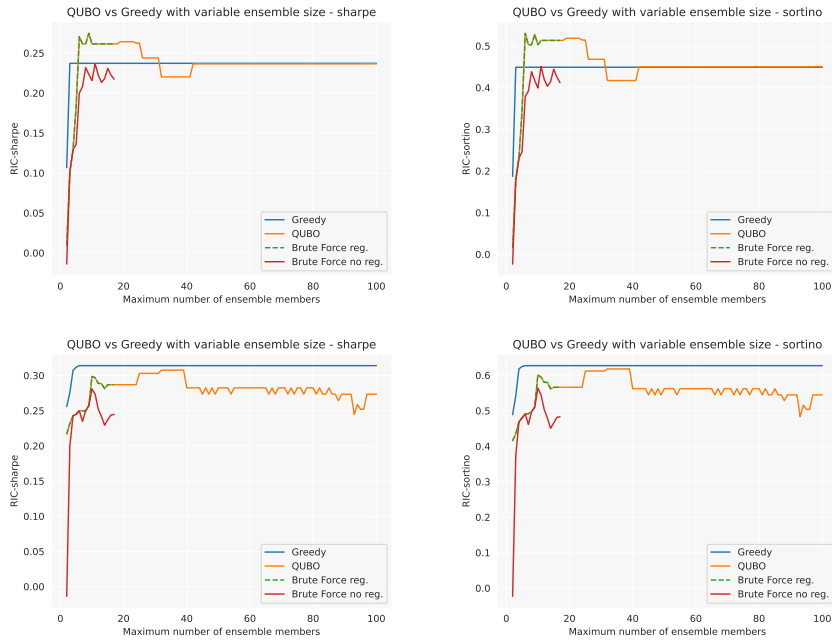 QUBO vs Greedy with variable ensemble size - sharpe
RIC-sharpe
0.25
0.20
0.15
0.10
0.05
0.00
Greedy
QUBO
Brute Force reg.
Brute Force no reg.
0 20 40 60 80 100
Maximum number of ensemble members
QUBO vs Greedy with variable ensemble size - sortino
RIC-sortino
0.5
0.4
0.3
0.2
0.1
0.0
Greedy
QUBO
Brute Force reg.
Brute Force no reg.
0 20 40 60 80 100
Maximum number of ensemble members
QUBO vs Greedy with variable ensemble size - sharpe
RIC-sharpe
0.30
0.25
0.20
0.15
0.10
0.05
0.00
Greedy
QUBO
Brute Force reg.
Brute Force no reg.
0 20 40 60 80 100
Maximum number of ensemble members
QUBO vs Greedy with variable ensemble size - sortino
RIC-sortino
0.6
0.5
0.4
0.3
0.2
0.1
0.0
Greedy
QUBO
Brute Force reg.
Brute Force no reg.
0 20 40 60 80 100
Maximum number of ensemble members